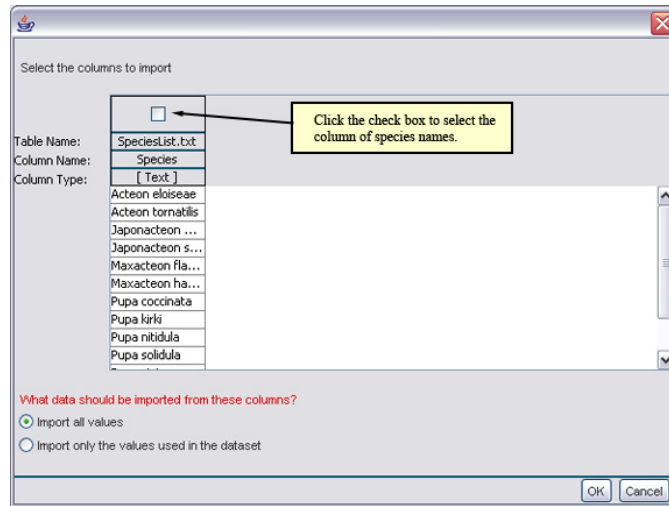 Select the columns to import
Click the check box to select the
column of species names.
Table Name: SpeciesList.txt
Column Name: Species
Column Type: [ Text ]
Acteon eloiseae
Acteon tornatilis
Japonacteon ...
Japonacteon s...
Maxacteon fla...
Maxacteon ha...
Pupa coccinata
Pupa kirki
Pupa nitidula
Pupa solidula
What data should be imported from these columns?
Import all values
Import only the values used in the dataset
OK Cancel